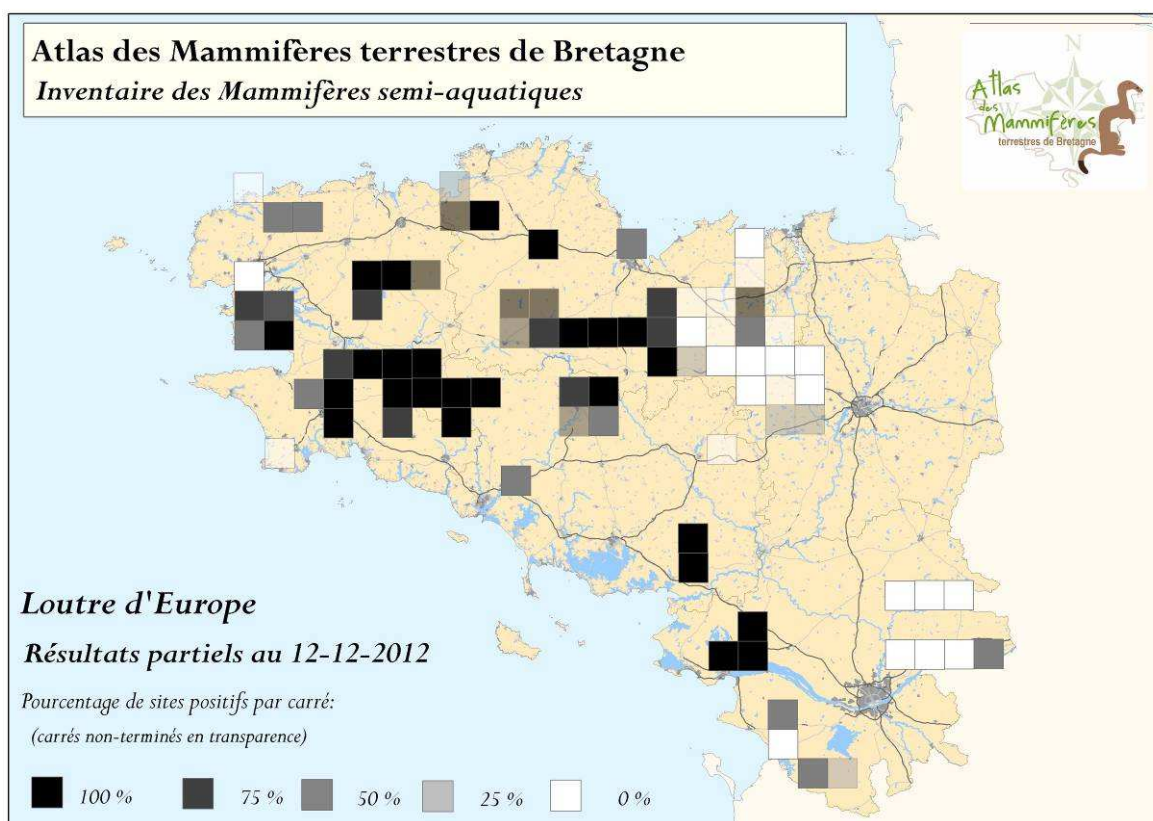 Atlas des Mammifères terrestres de Bretagne
Inventaire des Mammifères semi-aquatiques
N
W
E
S
Atlas
des
Mammifères
terrestres de Bretagne
Loutre d'Europe
Résultats partiels au 12-12-2012
Pourcentage de sites positifs par carré:
(carrés non-terminés en transparence)
100 % 75 % 50 % 25 % 0 %